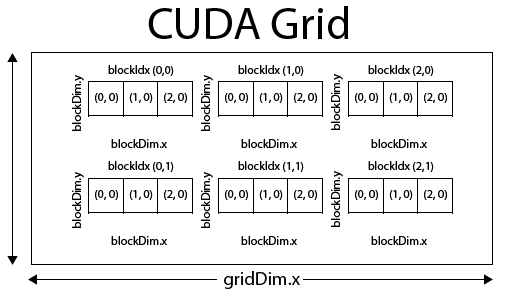 CUDA Grid
blockIdx (0,0) blockIdx (1,0) blockIdx (2,0)
blockDim.y (0, 0) (1, 0) (2, 0) blockDim.y (0, 0) (1, 0) (2, 0) blockDim.y (0, 0) (1, 0) (2, 0)
blockDim.x blockDim.x blockDim.x
blockIdx (0,1) blockIdx (1,1) blockIdx (2,1)
blockDim.y (0, 0) (1, 0) (2, 0) blockDim.y (0, 0) (1, 0) (2, 0) blockDim.y (0, 0) (1, 0) (2, 0)
blockDim.x blockDim.x blockDim.x
gridDim.x